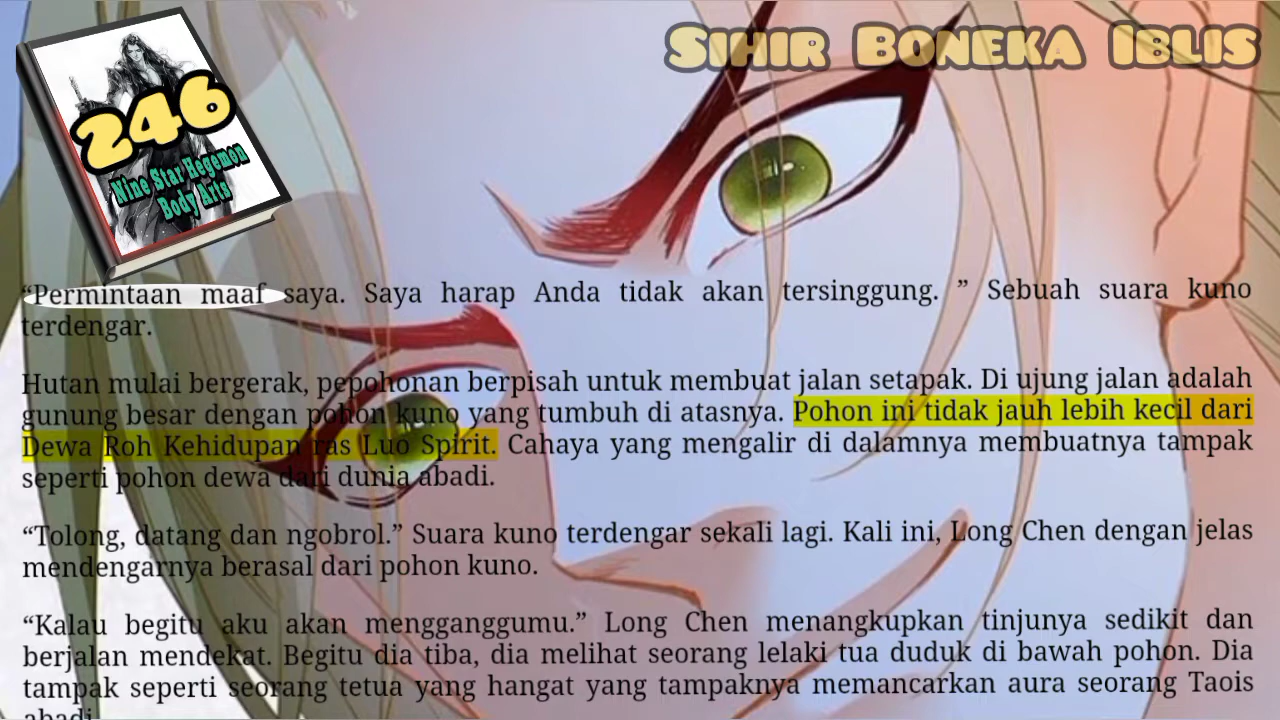 Sihir Boneka Iblis
246
Nine Star Hegemon
Body Arts
“Permintaan maaf saya. Saya harap Anda tidak akan tersinggung. ” Sebuah suara kuno
terdengar.
Hutan mulai bergerak, pepohonan berpisah untuk membuat jalan setapak. Di ujung jalan adalah
gunung besar dengan pohon kuno yang tumbuh di atasnya. Pohon ini tidak jauh lebih kecil dari
Dewa Roh Kehidupan ras Luo Spirit. Cahaya yang mengalir di dalamnya membuatnya tampak
seperti pohon dewa dari dunia abadi.
“Tolong, datang dan ngobrol.” Suara kuno terdengar sekali lagi. Kali ini, Long Chen dengan jelas
mendengarnya berasal dari pohon kuno.
“Kalau begitu aku akan mengganggumu.” Long Chen menangkupkan tinjunya sedikit dan
berjalan mendekat. Begitu dia tiba, dia melihat seorang lelaki tua duduk di bawah pohon. Dia
tampak seperti seorang tetua yang hangat yang tampaknya memancarkan aura seorang Taois
abadi.